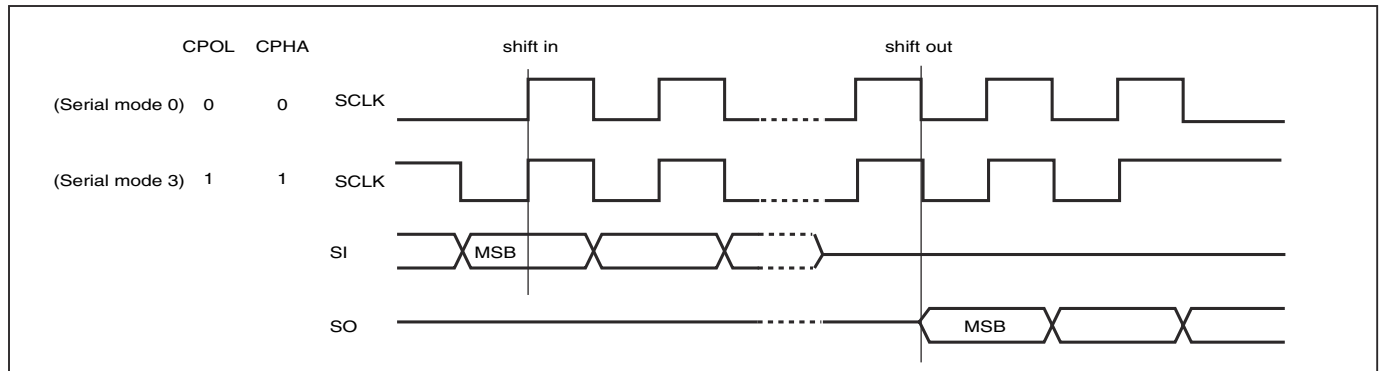 CPOL CPHA shift in shift out
(Serial mode 0) 0 0 SCLK
(Serial mode 3) 1 1 SCLK
SI MSB
SO MSB